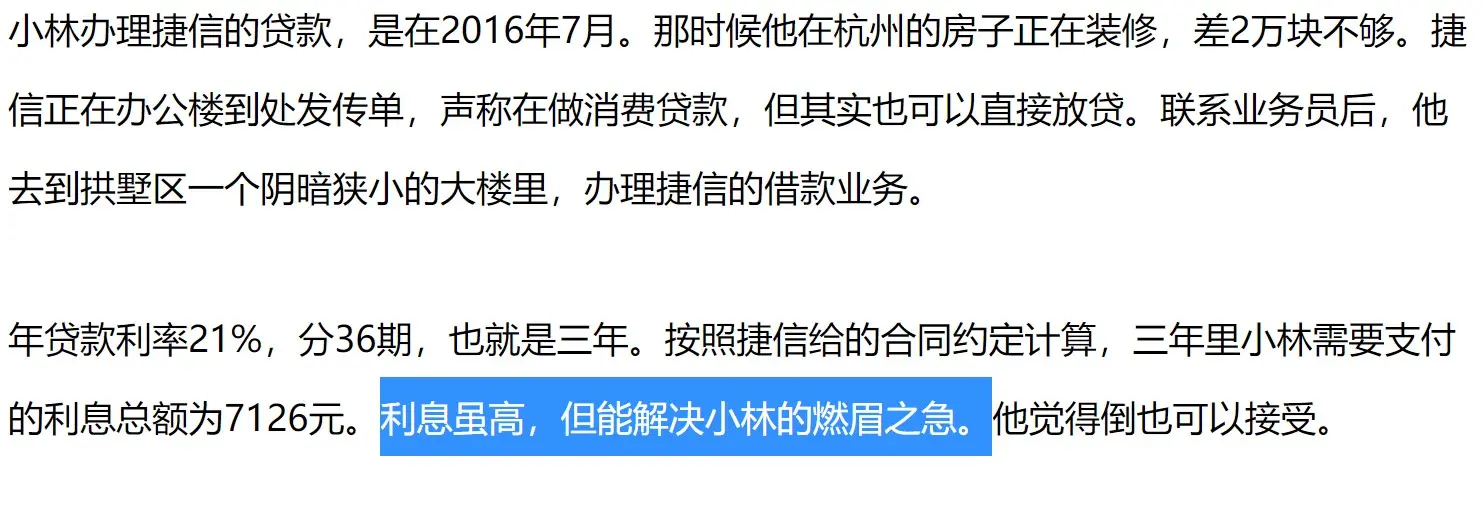 小林办理捷信的贷款，是在2016年7月。那时候他在杭州的房子正在装修，差2万块不够。捷
信正在办公楼到处发传单，声称在做消费贷款，但其实也可以直接放贷。联系业务员后，他
去到拱墅区一个阴暗狭小的大楼里，办理捷信的借款业务。
年贷款利率21%，分36期，也就是三年。按照捷信给的合同约定计算，三年里小林需要支付
的利息总额为7126元。利息虽高，但能解决小林的燃眉之急。他觉得倒也可以接受。